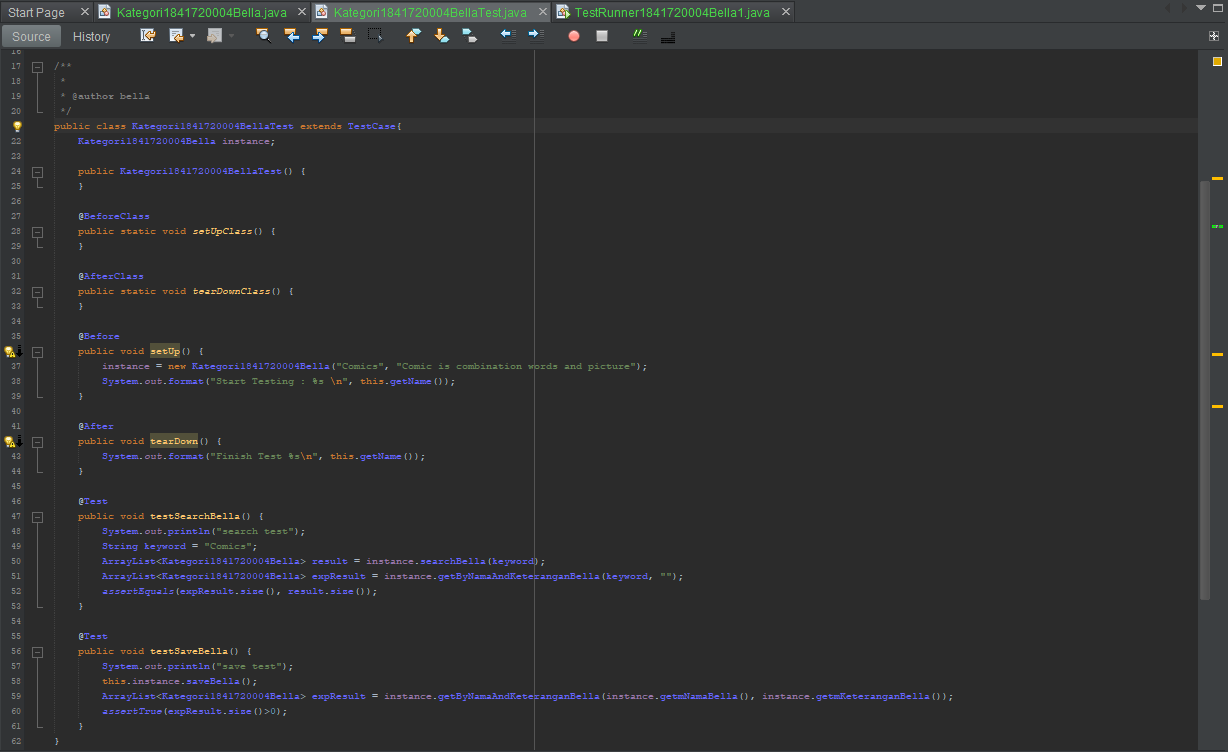 Start Page Kategori1841720004Bella.java Kategori1841720004BellaTest.java TestRunner1841720004Bella1.java
Source History
16
17 /**
18 *
19 * @author bella
20 */
public class Kategori1841720004BellaTest extends TestCase{
22 Kategori1841720004Bella instance;
23
24 public Kategori1841720004BellaTest() {
25 }
26
27 @BeforeClass
28 public static void setUpClass() {
29 }
30
31 @AfterClass
32 public static void tearDownClass() {
33 }
34
35 @Before
public void setUp() {
37 instance = new Kategori1841720004Bella("Comics", "Comic is combination words and picture");
38 System.out.format("Start Testing : %s \n", this.getName());
39 }
40
41 @After
public void tearDown() {
43 System.out.format("Finish Test %s\n", this.getName());
44 }
45
46 @Test
47 public void testSearchBella() {
48 System.out.println("search test");
49 String keyword = "Comics";
50 ArrayList<Kategori1841720004Bella> result = instance.searchBella(keyword);
51 ArrayList<Kategori1841720004Bella> expResult = instance.getByNamaAndKeteranganBella(keyword, "");
52 assertEquals(expResult.size(), result.size());
53 }
54
55 @Test
56 public void testSaveBella() {
57 System.out.println("save test");
58 this.instance.saveBella();
59 ArrayList<Kategori1841720004Bella> expResult = instance.getByNamaAndKeteranganBella(instance.getmNamaBella(), instance.getmKeteranganBella());
60 assertTrue(expResult.size()>0);
61 }
62 }